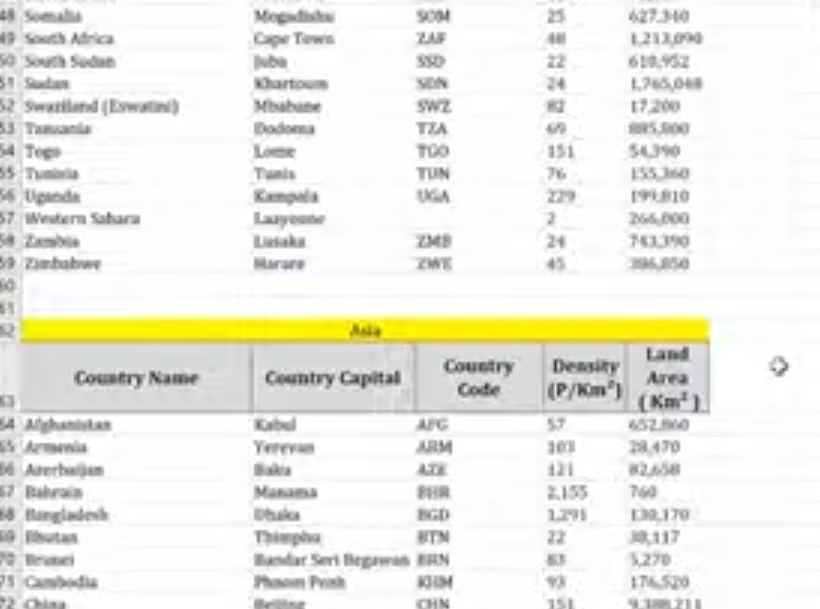 48 Somalia Mogadishu SOM 25 627,340
49 South Africa Cape Town ZAF 48 1,213,090
50 South Sudan Juba SSD 22 610,952
51 Sudan Khartoum SDN 24 1,765,048
52 Swaziland (Eswatini) Mbabane SWZ 82 17,200
53 Tanzania Dodoma TZA 69 885,800
54 Togo Lome TGO 151 54,390
55 Tunisia Tunis TUN 76 155,360
56 Uganda Kampala UGA 229 199,810
57 Western Sahara Laayoune 2 266,000
58 Zambia Lusaka ZMB 24 743,390
59 Zimbabwe Harare ZWE 45 386,850
60
61
62 Asia
63 Country Name Country Capital Country Code Density (P/Km²) Land Area ( Km² )
64 Afghanistan Kabul AFG 57 652,860
65 Armenia Yerevan ARM 103 28,470
66 Azerbaijan Baku AZE 121 82,658
67 Bahrain Manama BHR 2,155 760
68 Bangladesh Dhaka BGD 1,291 130,170
69 Bhutan Thimphu BTN 22 38,117
70 Brunei Bandar Seri Begawan BRN 83 5,270
71 Cambodia Phnom Penh KHM 93 176,520
72 China Beijing CHN 151 9,388,211